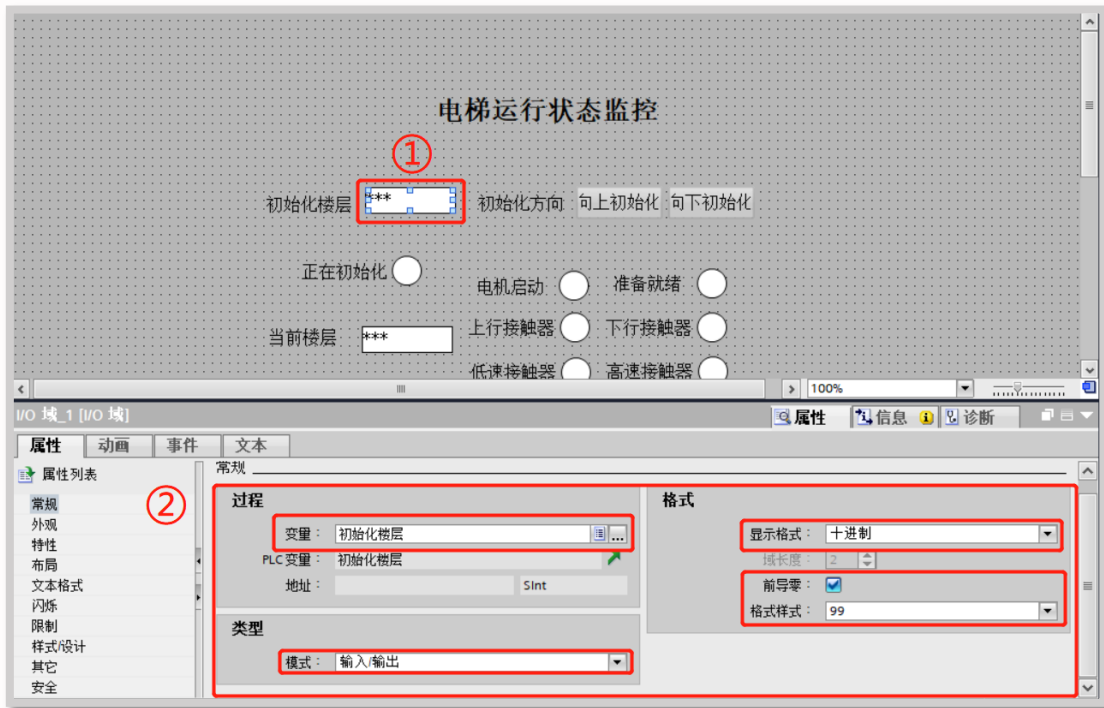 电梯运行状态监控
①
初始化楼层 *** 初始化方向 向上初始化 向下初始化
正在初始化 电机启动 准备就绪
当前楼层 *** 上行接触器 下行接触器
低速接触器 高速接触器
100%
I/O 域_1 [I/O 域] 属性 信息 诊断
属性 动画 事件 文本
属性列表
②
常规
外观
特性
布局
文本格式
闪烁
限制
样式/设计
其它
安全
常规
过程
变量： 初始化楼层 ...
PLC 变量： 初始化楼层
地址： SInt
类型
模式： 输入/输出
格式
显示格式： 十进制
域长度： 2
前导零：
格式样式： 99